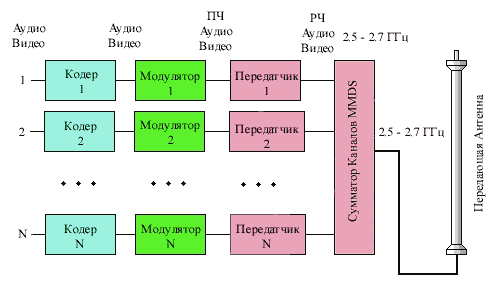 ПЧ
РЧ
Аудио
Аудио
Аудио
Аудио
2.5 - 2.7 ГГц
Видео
Видео
Видео
Видео
1
Кодер
1
Модулятор
1
Передатчик
1
2
Кодер
2
Модулятор
2
Передатчик
2
2.5 - 2.7 ГГц
N
Кодер
N
Модулятор
N
Передатчик
N
Сумматор Каналов MMDS
Передающая Антенна